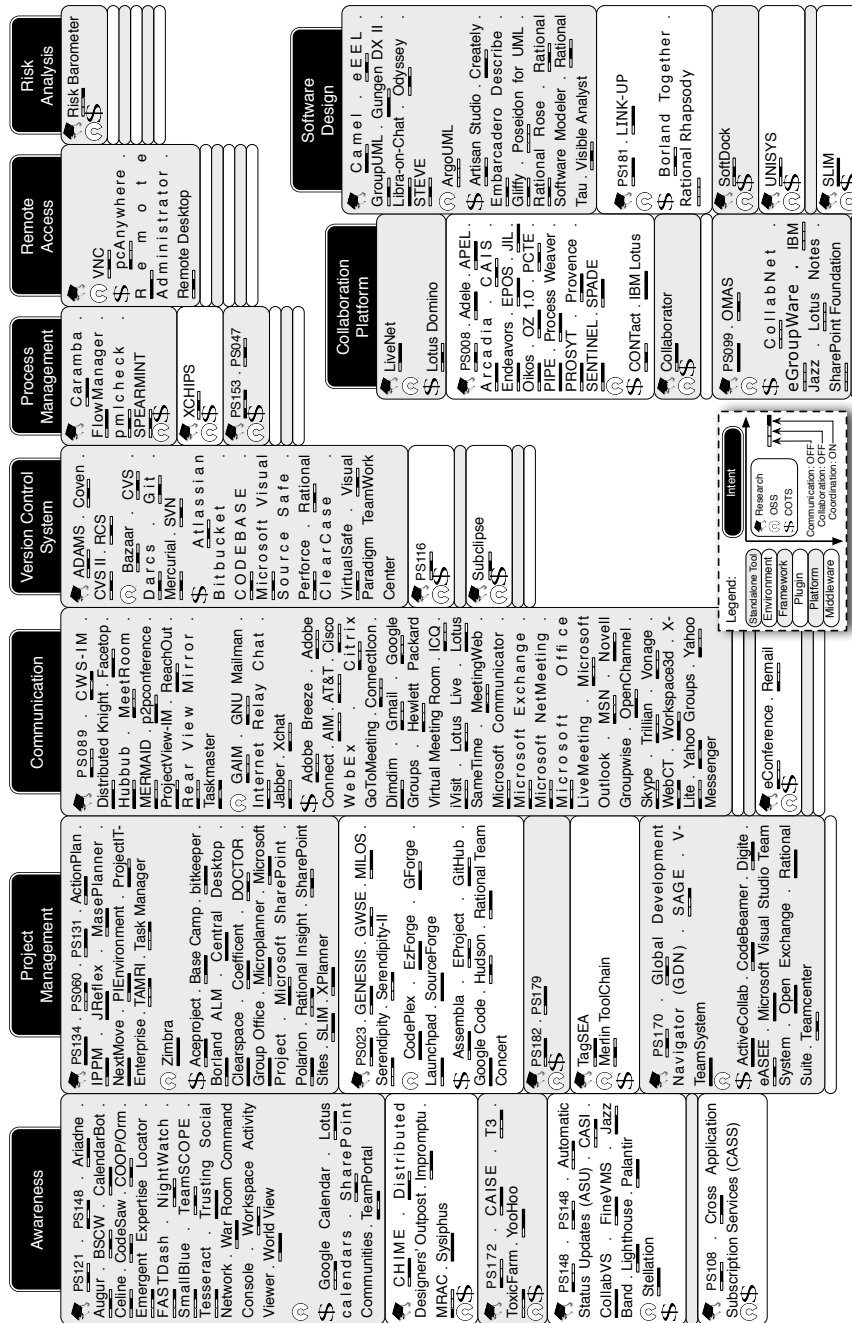 Awareness
PS121 . PS148 . Ariadne .
Augur . BSCW . CalendarBot .
Celine . CodeSaw . COOP/Orm .
Emergent Expertise Locator .
FASTDash . NightWatch .
SmallBlue . TeamSCOPE .
Tesseract . Trusting Social
Network . War Room Command
Console . Workspace Activity
Viewer . World View
Google Calendar . Lotus
calendars . SharePoint
Communities . TeamPortal
CHIME . Distributed
Designers' Outpost . Impromptu .
MRAC . Sysiphus
PS172 . CAISE . T3 .
ToxicFarm . YooHoo
PS148 . PS148 . Automatic
Status Updates (ASU) . CASI .
CollabVS . FineVMS . Jazz
Band . Lighthouse . Palantir
Stellation
PS108 . Cross Application
Subscription Services (CASS)
Project
Management
PS134 . PS060 . PS131 . ActionPlan .
IPPM . JReflex . MasePlanner .
NextMove . PIEnvironment . ProjectIT-
Enterprise . TAMRI . Task Manager
Zimbra
Aceproject . Base Camp . bitkeeper .
Borland ALM . Central Desktop .
Clearspace . Coefficent . DOCTOR .
Group Office . Microplanner . Microsoft
Project . Microsoft SharePoint .
Polarion . Rational Insight . SharePoint
Sites . SLIM . XPlanner
PS023 . GENESIS . GWSE . MILOS .
Serendipity . Serendipity-II
CodePlex . EzForge . GForge .
Launchpad . SourceForge
Assembla . EProject . GitHub .
Google Code . Hudson . Rational Team
Concert
PS182 . PS179
TagSEA
Merlin ToolChain
PS170 . Global Development
Navigator (GDN) . SAGE . V-
TeamSystem
ActiveCollab . CodeBeamer . Digite .
eASEE . Microsoft Visual Studio Team
System . Open Exchange . Rational
Suite . Teamcenter
Communication
PS089 . CWS-IM .
Distributed Knight . Facetop .
Hubbub . MeetRoom .
MERMAID . p2pconference .
ProjectView-IM . ReachOut .
Rear View Mirror .
Taskmaster
GAIM . GNU Mailman .
Internet Relay Chat .
Jabber . Xchat
Adobe Breeze . Adobe
Connect . AIM . AT&T . Cisco
WebEx . Citrix
GoToMeeting . ConnectIcon .
Dimdim . Gmail . Google
Groups . Hewlett Packard
Virtual Meeting Room . ICQ .
iVisit . Lotus Live . Lotus
SameTime . MeetingWeb .
Microsoft Communicator .
Microsoft Exchange .
Microsoft NetMeeting .
Microsoft Office
LiveMeeting . Microsoft
Outlook . MSN . Novell
Groupwise . OpenChannel .
Skype . Trillian . Vonage .
WebCT . Workspace3d . X-
Lite . Yahoo Groups . Yahoo
Messenger
eConference . Remail
Version Control
System
ADAMS . Coven .
CVS II . RCS
Bazaar . CVS .
Darcs . Git .
Mercurial . SVN
Atlassian
Bitbucket .
CODEBASE .
Microsoft Visual
Source Safe .
Perforce . Rational
ClearCase .
VirtualSafe . Visual
Paradigm TeamWork
Center
PS116
Subclipse
Process
Management
Caramba .
FlowManager .
pmlcheck .
SPEARMINT
XCHIPS
PS153 . PS047
Remote
Access
VNC
pcAnywhere .
Remote
Administrator .
Remote Desktop
Risk
Analysis
Risk Barometer
Collaboration
Platform
LiveNet
Lotus Domino
PS008 . Adele . APEL .
Arcadia . CAIS .
Endeavors . EPOS . JIL .
Oikos . OZ 1.0 . PCTE .
PIPE . Process Weaver .
PROSYT . Provence .
SENTINEL . SPADE
CONTact . IBM Lotus
Collaborator
PS099 . OMAS
CollabNet .
eGroupWare . IBM
Jazz . Lotus Notes .
SharePoint Foundation
Software
Design
Camel . eEEL .
GroupUML . Gungen DX II .
Libra-on-Chat . Odyssey .
STEVE
ArgoUML
Artisan Studio . Creately .
Embarcadero Describe .
Gliffy . Poseidon for UML .
Rational Rose . Rational
Software Modeler . Rational
Tau . Visible Analyst
PS181 . LINK-UP
Borland Together .
Rational Rhapsody
SoftDock
UNISYS
SLIM
Legend:
Intent
Standalone Tool
Environment
Framework
Plugin
Platform
Middleware
Research
OSS
COTS
Communication: OFF
Collaboration: OFF
Coordination: ON